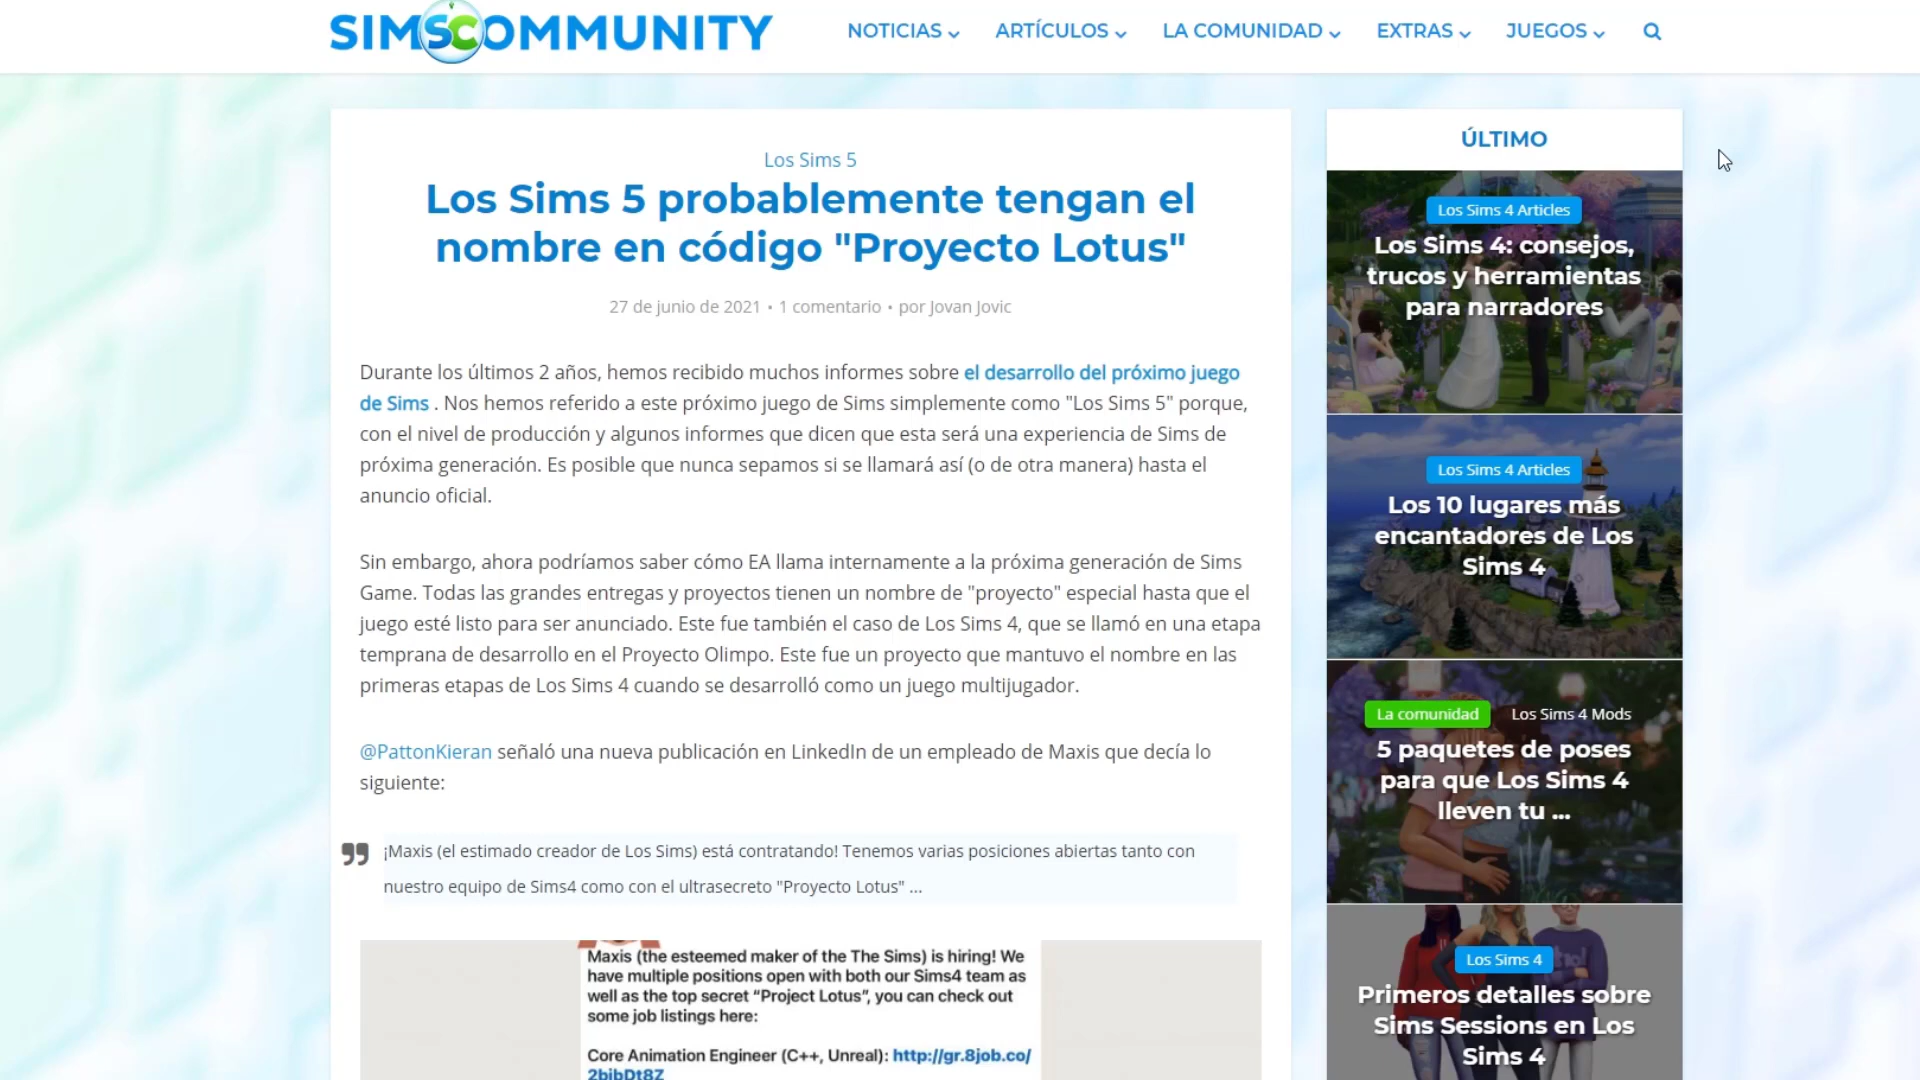 SIMSCOMMUNITY
NOTICIAS
ARTÍCULOS
LA COMUNIDAD
EXTRAS
JUEGOS
Los Sims 5
Los Sims 5 probablemente tengan el
nombre en código "Proyecto Lotus"
27 de junio de 2021 • 1 comentario • por Jovan Jovic
Durante los últimos 2 años, hemos recibido muchos informes sobre el desarrollo del próximo juego
de Sims . Nos hemos referido a este próximo juego de Sims simplemente como "Los Sims 5" porque,
con el nivel de producción y algunos informes que dicen que esta será una experiencia de Sims de
próxima generación. Es posible que nunca sepamos si se llamará así (o de otra manera) hasta el
anuncio oficial.
Sin embargo, ahora podríamos saber cómo EA llama internamente a la próxima generación de Sims
Game. Todas las grandes entregas y proyectos tienen un nombre de "proyecto" especial hasta que el
juego esté listo para ser anunciado. Este fue también el caso de Los Sims 4, que se llamó en una etapa
temprana de desarrollo en el Proyecto Olimpo. Este fue un proyecto que mantuvo el nombre en las
primeras etapas de Los Sims 4 cuando se desarrolló como un juego multijugador.
@PattonKieran señaló una nueva publicación en LinkedIn de un empleado de Maxis que decía lo
siguiente:
¡Maxis (el estimado creador de Los Sims) está contratando! Tenemos varias posiciones abiertas tanto con
nuestro equipo de Sims4 como con el ultrasecreto "Proyecto Lotus" ...
Maxis (the esteemed maker of the The Sims) is hiring! We
have multiple positions open with both our Sims4 team as
well as the top secret “Project Lotus”, you can check out
some job listings here:
Core Animation Engineer (C++, Unreal): http://gr.8job.co/
2bibDt8Z
ÚLTIMO
Los Sims 4 Articles
Los Sims 4: consejos,
trucos y herramientas
para narradores
Los Sims 4 Articles
Los 10 lugares más
encantadores de Los
Sims 4
La comunidad
Los Sims 4 Mods
5 paquetes de poses
para que Los Sims 4
lleven tu ...
Los Sims 4
Primeros detalles sobre
Sims Sessions en Los
Sims 4